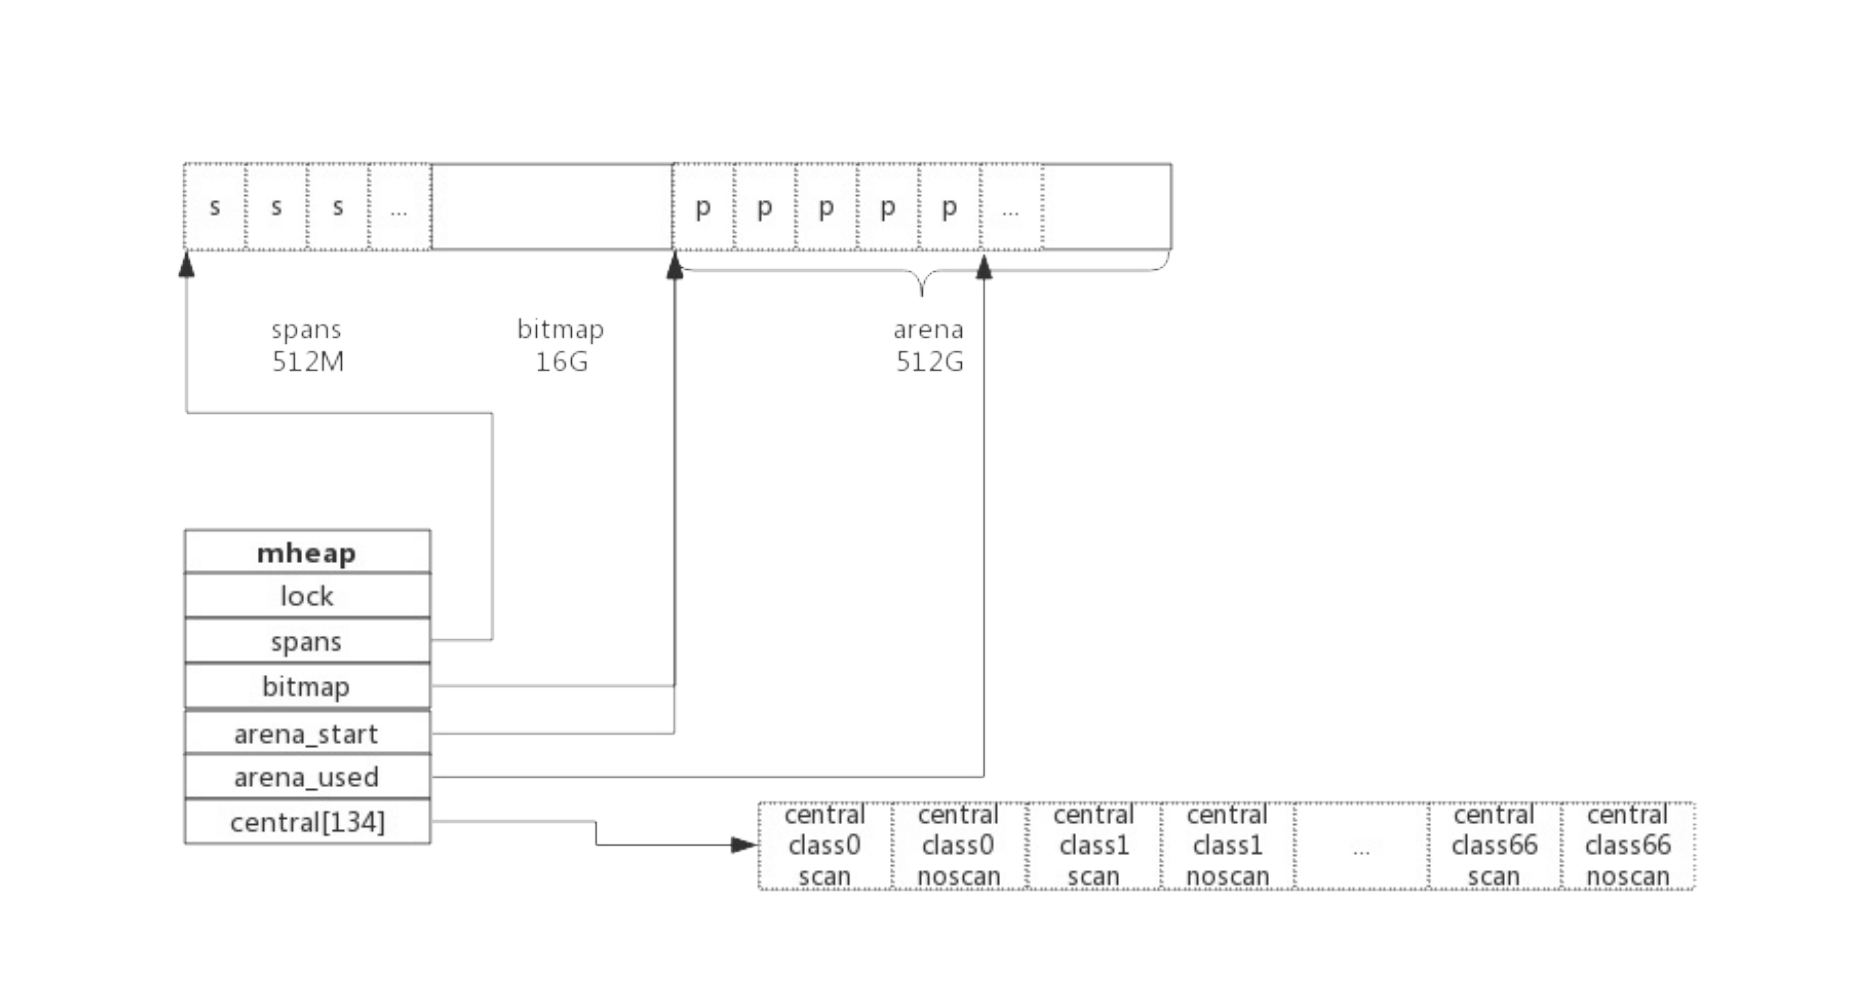 s s s ... p p p p p ...
spans bitmap arena
512M 16G 512G
mheap
lock
spans
bitmap
arena_start
arena_used
central[134]
central central central central central central
class0 class0 class1 class1 ... class66 class66
scan noscan scan noscan scan noscan